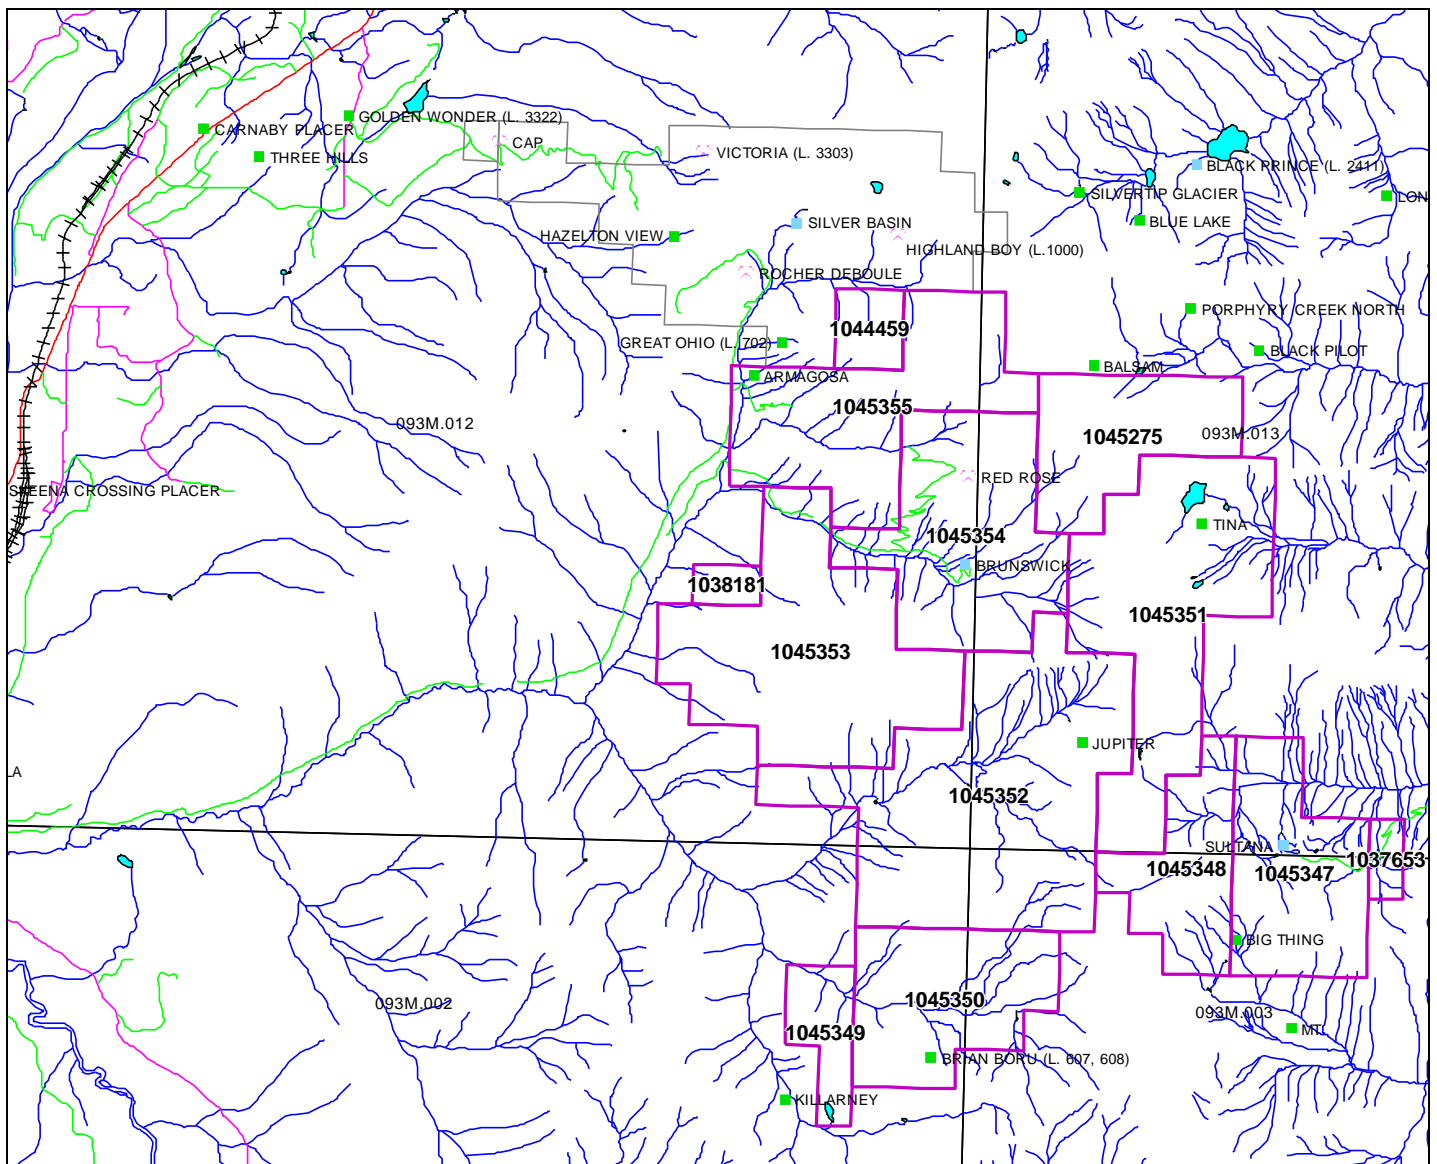 GOLDEN WONDER (L. 3322)
CARNABY PLACER
THREE HILLS
CAP
VICTORIA (L. 3303)
BLACK PRINCE (L. 2411)
SILVERTIP GLACIER
LON
BLUE LAKE
SILVER BASIN
HAZELTON VIEW
HIGHLAND BOY (L.1000)
ROCHER DEBOULE
PORPHYRY CREEK NORTH
1044459
GREAT OHIO (L. 702)
BLACK PILOT
BALSAM
ARMAGOSA
1045355
093M.012
1045275
093M.013
RED ROSE
SKEENA CROSSING PLACER
TINA
1045354
BRUNSWICK
1038181
1045351
1045353
JUPITER
LA
1045352
SULTANA
1037653
1045348
1045347
BIG THING
093M.002
1045350
093M.003
MT
1045349
BRIAN BORU (L. 607, 608)
KILLARNEY